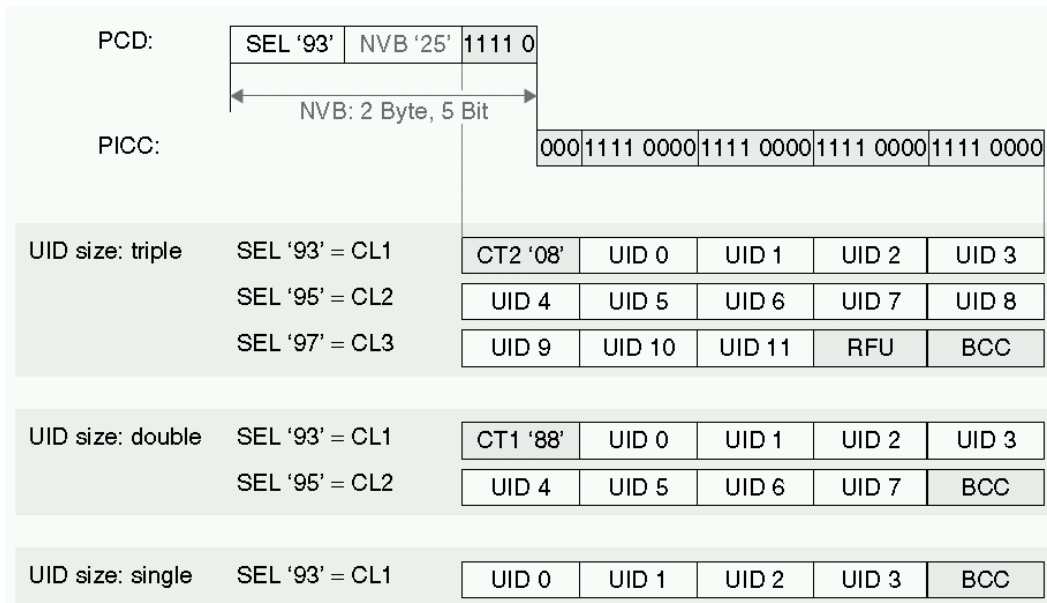 PCD: SEL ‘93’ NVB ‘25’ 1111 0
NVB: 2 Byte, 5 Bit
PICC: 000 1111 0000 1111 0000 1111 0000 1111 0000
UID size: triple SEL ‘93’ = CL1 CT2 ‘08’ UID 0 UID 1 UID 2 UID 3
SEL ‘95’ = CL2 UID 4 UID 5 UID 6 UID 7 UID 8
SEL ‘97’ = CL3 UID 9 UID 10 UID 11 RFU BCC
UID size: double SEL ‘93’ = CL1 CT1 ‘88’ UID 0 UID 1 UID 2 UID 3
SEL ‘95’ = CL2 UID 4 UID 5 UID 6 UID 7 BCC
UID size: single SEL ‘93’ = CL1 UID 0 UID 1 UID 2 UID 3 BCC